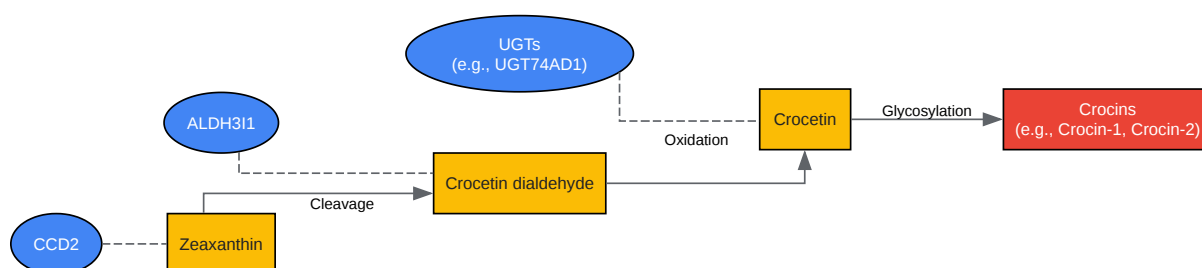 UGTs
(e.g., UGT74AD1)
ALDH3I1
Crocetin
Glycosylation
Crocins
(e.g., Crocin-1, Crocin-2)
Oxidation
Crocetin dialdehyde
Cleavage
CCD2
Zeaxanthin